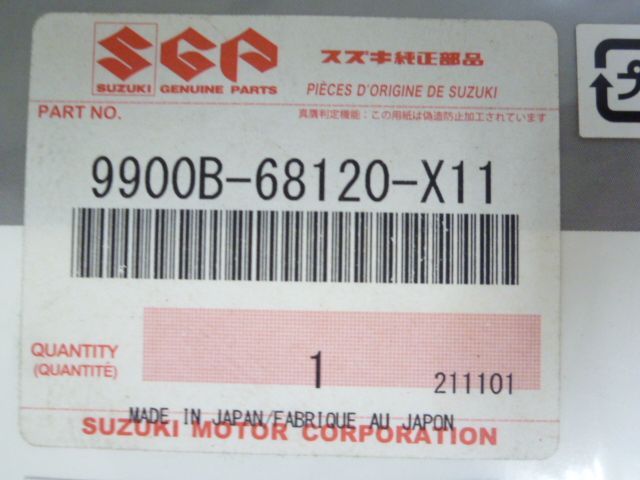 SGP スズキ純正部品
SUZUKI GENUINE PARTS PIÈCES D'ORIGINE DE SUZUKI
PART NO. 真贋判定機能：この用紙は偽造防止加工されています
9900B-68120-X11
QUANTITY
(QUANTITÉ)
1 211101
MADE IN JAPAN/FABRIQUE AU JAPON
SUZUKI MOTOR CORPORATION
プ